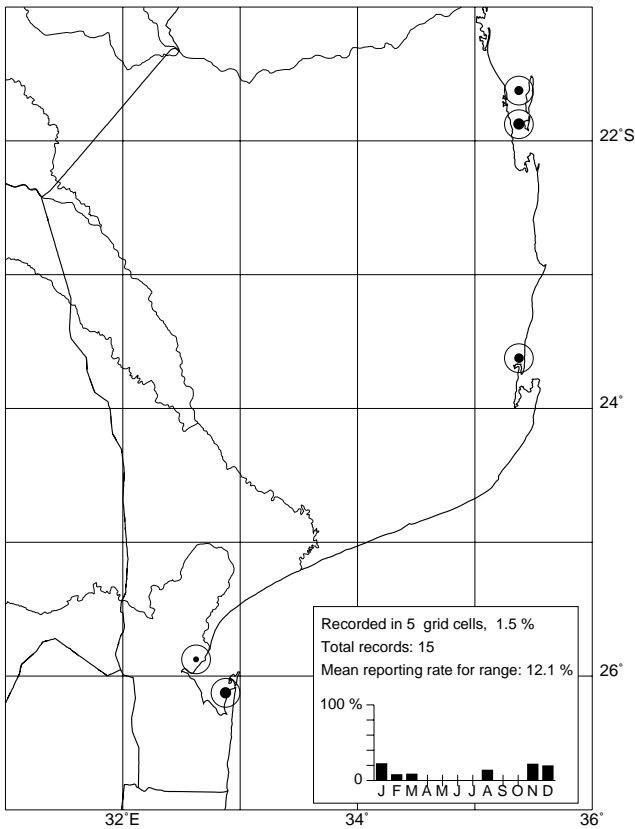 22˚S
24˚
26˚
Recorded in 5 grid cells, 1.5 %
Total records: 15
Mean reporting rate for range: 12.1 %
100 %
0
J F M A M J J A S O N D
32˚E
34˚
36˚